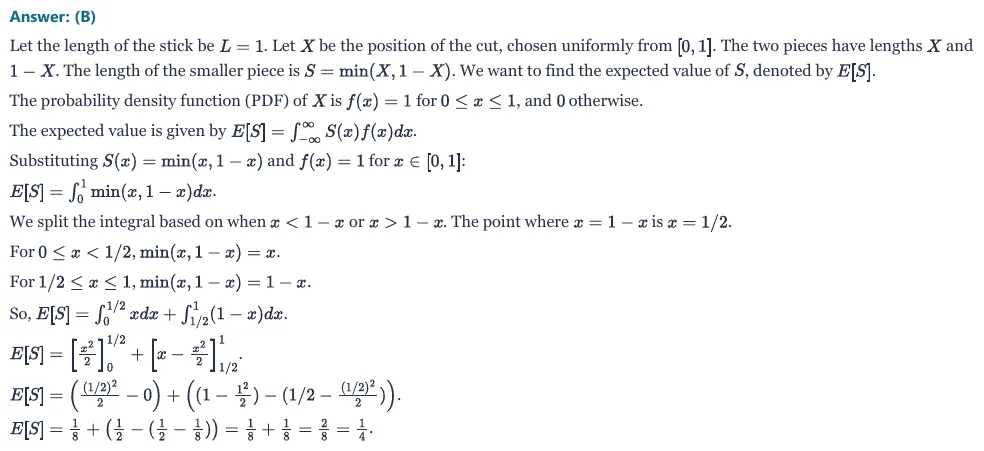 Answer: (B)
Let the length of the stick be L = 1. Let X be the position of the cut, chosen uniformly from [0, 1]. The two pieces have lengths X and
1 − X. The length of the smaller piece is S = min(X, 1 − X). We want to find the expected value of S, denoted by E[S].
The probability density function (PDF) of X is f(x) = 1 for 0 ≤ x ≤ 1, and 0 otherwise.
The expected value is given by E[S] = ∫_{−∞}^{∞} S(x)f(x)dx.
Substituting S(x) = min(x, 1 − x) and f(x) = 1 for x ∈ [0, 1]:
E[S] = ∫_0^1 min(x, 1 − x)dx.
We split the integral based on when x < 1 − x or x > 1 − x. The point where x = 1 − x is x = 1/2.
For 0 ≤ x < 1/2, min(x, 1 − x) = x.
For 1/2 ≤ x ≤ 1, min(x, 1 − x) = 1 − x.
So, E[S] = ∫_0^{1/2} xdx + ∫_{1/2}^1 (1 − x)dx.
E[S] = [x²/2]_0^{1/2} + [x − x²/2]_{1/2}^1.
E[S] = ((1/2)²/2 − 0) + ((1 − 1²/2) − (1/2 − (1/2)²/2)).
E[S] = 1/8 + (1/2 − (1/2 − 1/8)) = 1/8 + 1/8 = 2/8 = 1/4.